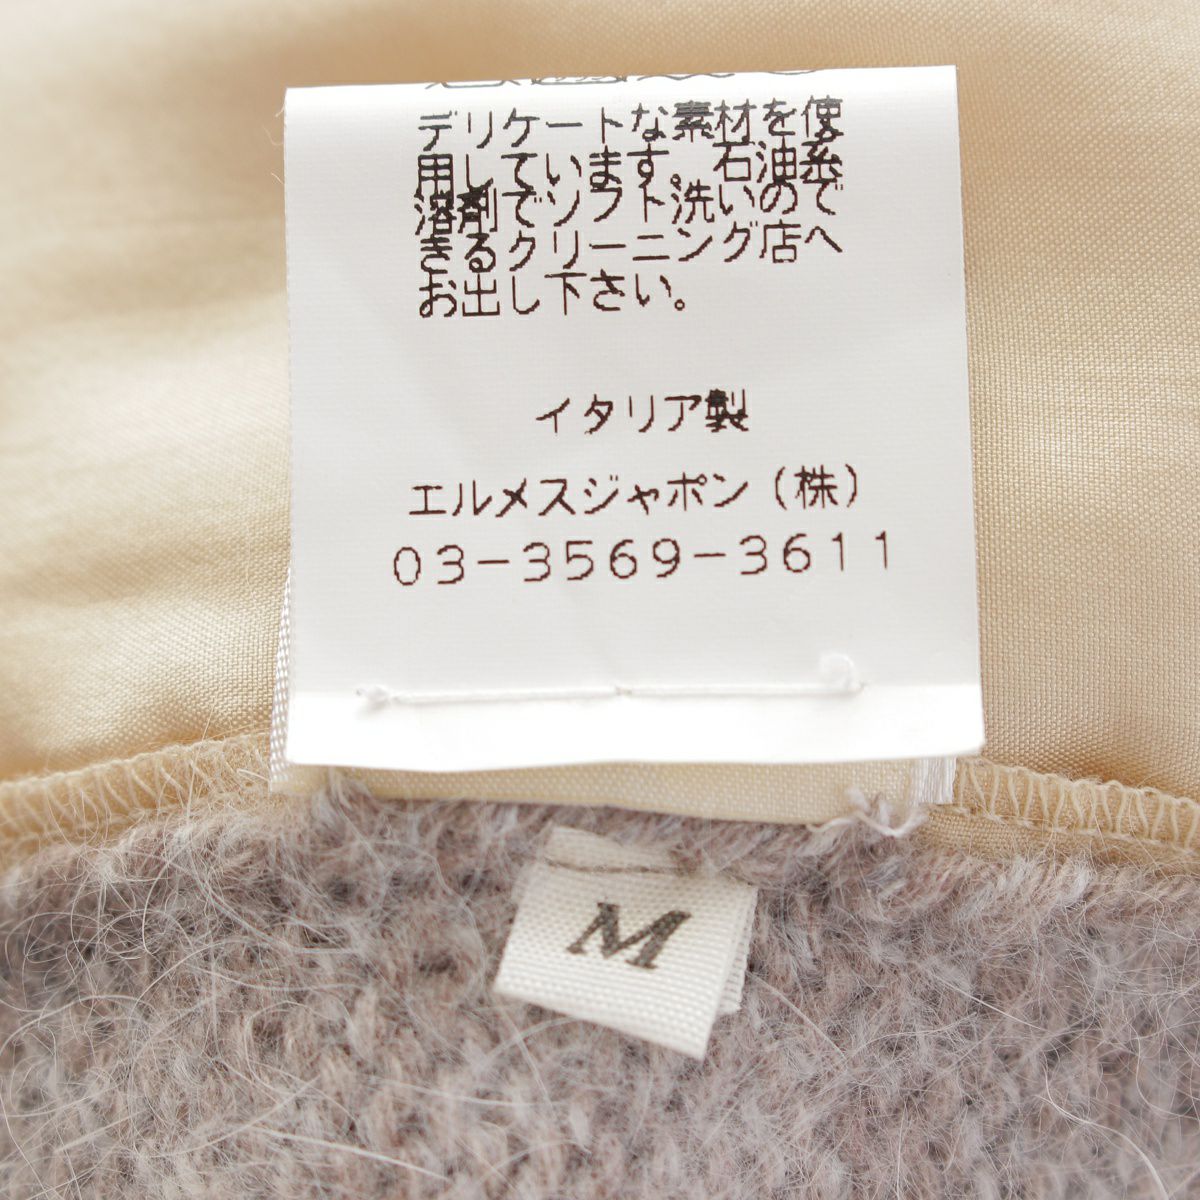 デリケートな素材を使
用しています。石油系
溶剤でソフト洗いので
きるクリーニング店へ
お出し下さい。
イタリア製
エルメスジャポン（株）
03-3569-3611
M